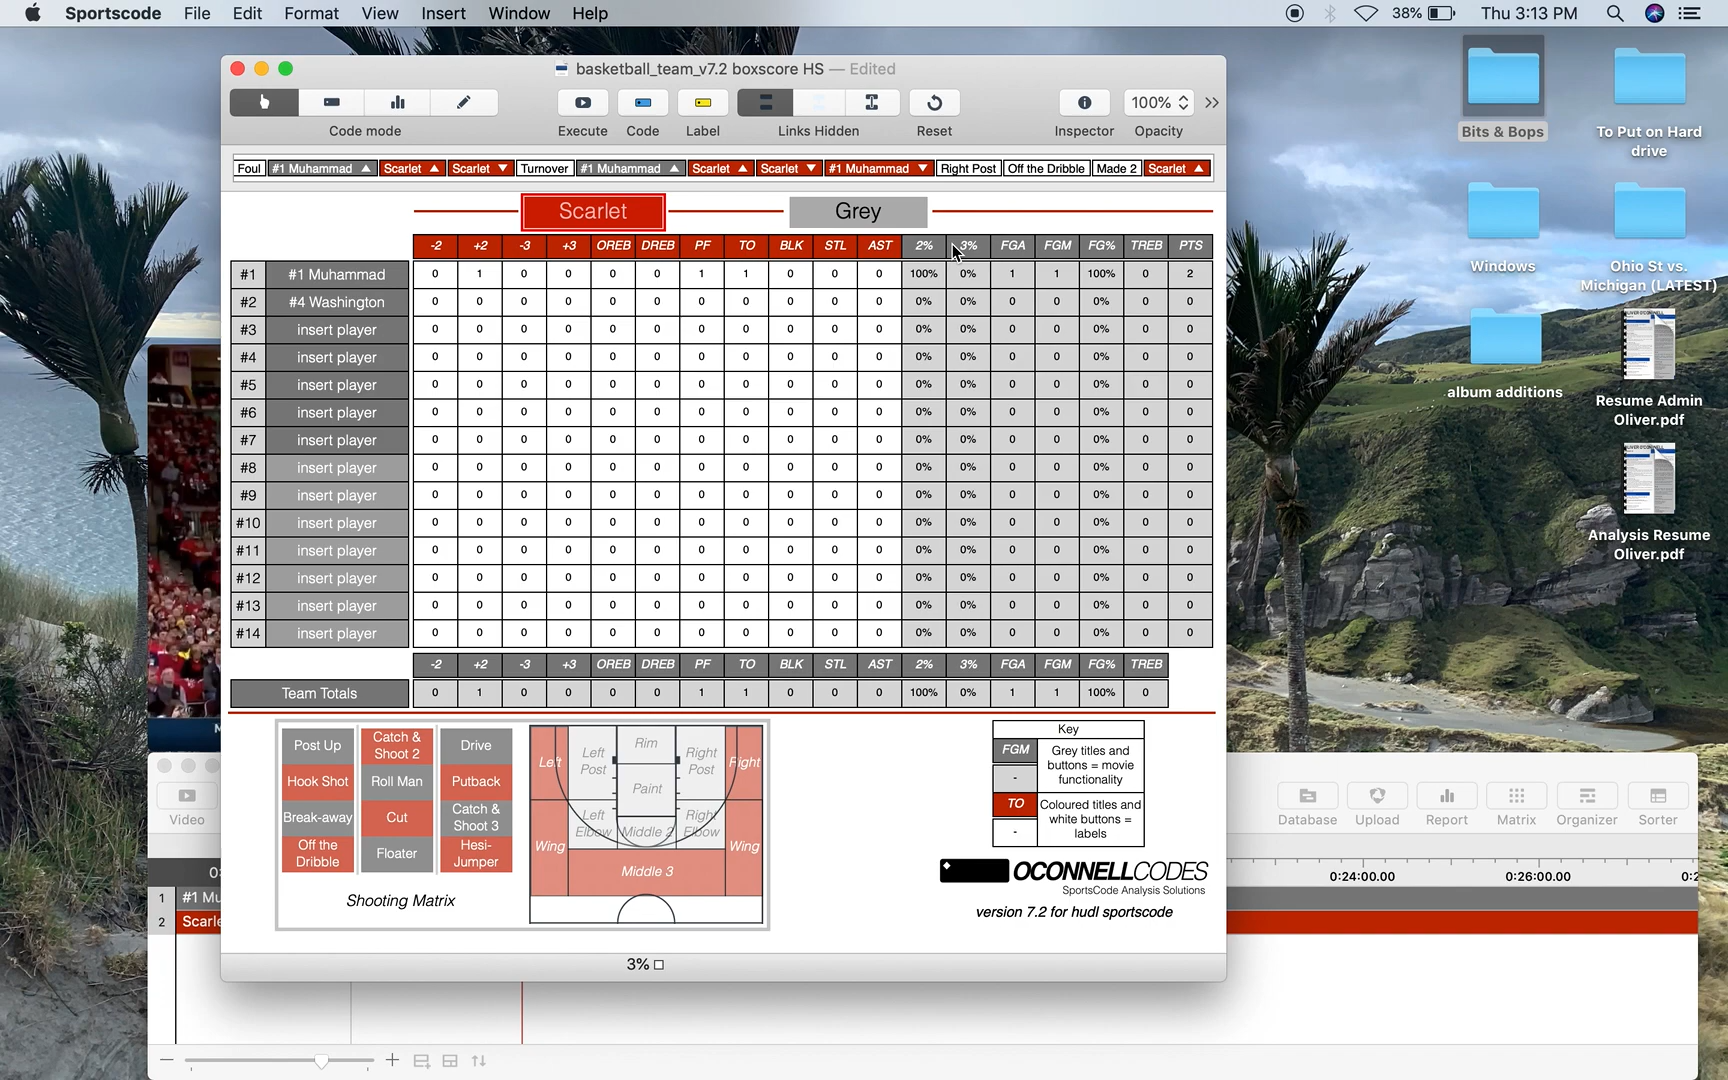 Sportscode File Edit Format View Insert Window Help 38% Thu 3:13 PM
basketball_team_v7.2 boxscore HS — Edited
100%
Code mode Execute Code Label Links Hidden Reset Inspector Opacity
Foul #1 Muhammad ▲ Scarlet ▲ Scarlet ▼ Turnover #1 Muhammad ▲ Scarlet ▲ Scarlet ▼ #1 Muhammad ▼ Right Post Off the Dribble Made 2 Scarlet ▲
Scarlet Grey
-2 +2 -3 +3 OREB DREB PF TO BLK STL AST 2% 3% FGA FGM FG% TREB PTS
#1 #1 Muhammad 0 1 0 0 0 0 1 1 0 0 0 100% 0% 1 1 100% 0 2
#2 #4 Washington 0 0 0 0 0 0 0 0 0 0 0 0% 0% 0 0 0% 0 0
#3 insert player 0 0 0 0 0 0 0 0 0 0 0 0% 0% 0 0 0% 0 0
#4 insert player 0 0 0 0 0 0 0 0 0 0 0 0% 0% 0 0 0% 0 0
#5 insert player 0 0 0 0 0 0 0 0 0 0 0 0% 0% 0 0 0% 0 0
#6 insert player 0 0 0 0 0 0 0 0 0 0 0 0% 0% 0 0 0% 0 0
#7 insert player 0 0 0 0 0 0 0 0 0 0 0 0% 0% 0 0 0% 0 0
#8 insert player 0 0 0 0 0 0 0 0 0 0 0 0% 0% 0 0 0% 0 0
#9 insert player 0 0 0 0 0 0 0 0 0 0 0 0% 0% 0 0 0% 0 0
#10 insert player 0 0 0 0 0 0 0 0 0 0 0 0% 0% 0 0 0% 0 0
#11 insert player 0 0 0 0 0 0 0 0 0 0 0 0% 0% 0 0 0% 0 0
#12 insert player 0 0 0 0 0 0 0 0 0 0 0 0% 0% 0 0 0% 0 0
#13 insert player 0 0 0 0 0 0 0 0 0 0 0 0% 0% 0 0 0% 0 0
#14 insert player 0 0 0 0 0 0 0 0 0 0 0 0% 0% 0 0 0% 0 0
-2 +2 -3 +3 OREB DREB PF TO BLK STL AST 2% 3% FGA FGM FG% TREB
Team Totals 0 1 0 0 0 0 1 1 0 0 0 100% 0% 1 1 100% 0
Post Up
Catch &
Shoot 2
Drive
Hook Shot
Roll Man
Putback
Break-away
Cut
Catch &
Shoot 3
Off the
Dribble
Floater
Hesi-
Jumper
Shooting Matrix
Left
Left
Post
Rim
Right
Post
Right
Paint
Wing
Left
Elbow
Middle 2
Right
Elbow
Wing
Middle 3
Key
FGM
-
Grey titles and
buttons = movie
functionality
TO
-
Coloured titles and
white buttons =
labels
OCONNELLCODES
SportsCode Analysis Solutions
version 7.2 for hudl sportscode
3%
Bits & Bops
To Put on Hard
drive
Windows
Ohio St vs.
Michigan (LATEST)
album additions
Resume Admin
Oliver.pdf
Analysis Resume
Oliver.pdf
Video
Database Upload Report Matrix Organizer Sorter
0:24:00.00 0:26:00.00
1 #1 Mu
2 Scarle